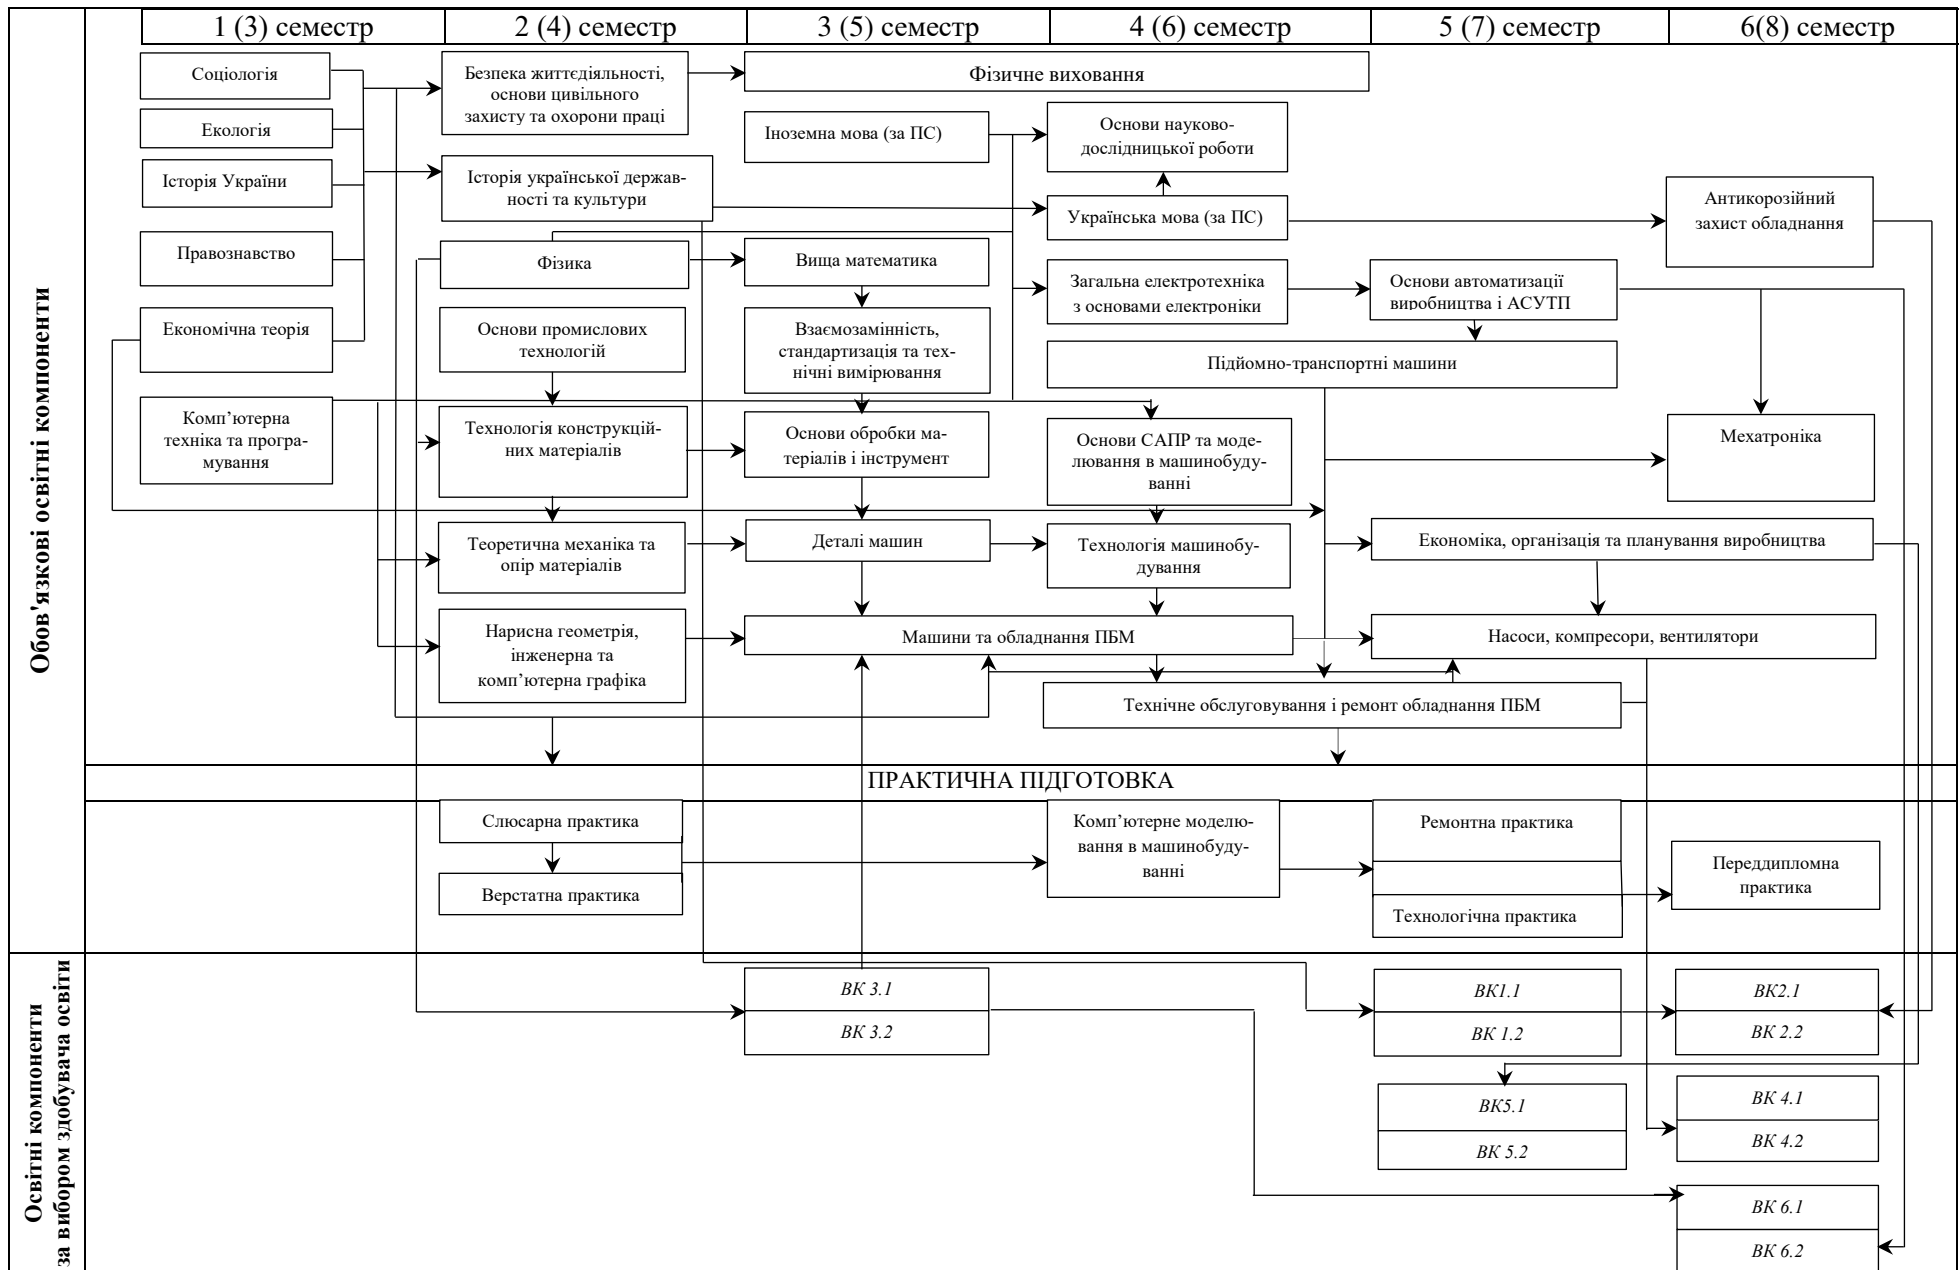 1 (3) семестр
2 (4) семестр
3 (5) семестр
4 (6) семестр
5 (7) семестр
6(8) семестр
Обов'язкові освітні компоненти
Соціологія
Екологія
Історія України
Правознавство
Економічна теорія
Комп’ютерна
техніка та програ-
мування
Безпека життєдіяльності,
основи цивільного
захисту та охорони праці
Історія української держав-
ності та культури
Фізика
Основи промислових
технологій
Технологія конструкцій-
них матеріалів
Теоретична механіка та
опір матеріалів
Нарисна геометрія,
інженерна та
комп’ютерна графіка
Фізичне виховання
Іноземна мова (за ПС)
Вища математика
Взаємозамінність,
стандартизація та тех-
нічні вимірювання
Основи обробки ма-
теріалів і інструмент
Деталі машин
Машини та обладнання ПБМ
Основи науково-
дослідницької роботи
Українська мова (за ПС)
Загальна електротехніка
з основами електроніки
Підйомно-транспортні машини
Основи САПР та моде-
лювання в машинобуду-
ванні
Технологія машинобу-
дування
Технічне обслуговування і ремонт обладнання ПБМ
Основи автоматизації
виробництва і АСУТП
Економіка, організація та планування виробництва
Насоси, компресори, вентилятори
Антикорозійний
захист обладнання
Мехатроніка
ПРАКТИЧНА ПІДГОТОВКА
Слюсарна практика
Верстатна практика
Комп’ютерне моделю-
вання в машинобуду-
ванні
Ремонтна практика
Технологічна практика
Переддипломна
практика
Освітні компоненти
за вибором здобувача освіти
ВК 3.1
ВК 3.2
ВК1.1
ВК 1.2
ВК2.1
ВК 2.2
ВК5.1
ВК 5.2
ВК 4.1
ВК 4.2
ВК 6.1
ВК 6.2